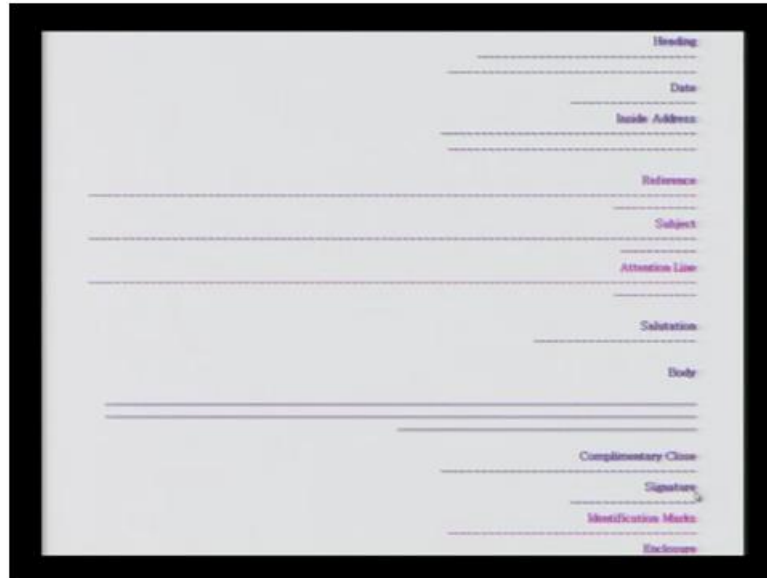 Heading
Date
Inside Address
Reference
Subject
Attention Line
Salutation
Body
Complimentary Close
Signature
Identification Marks
Enclosure